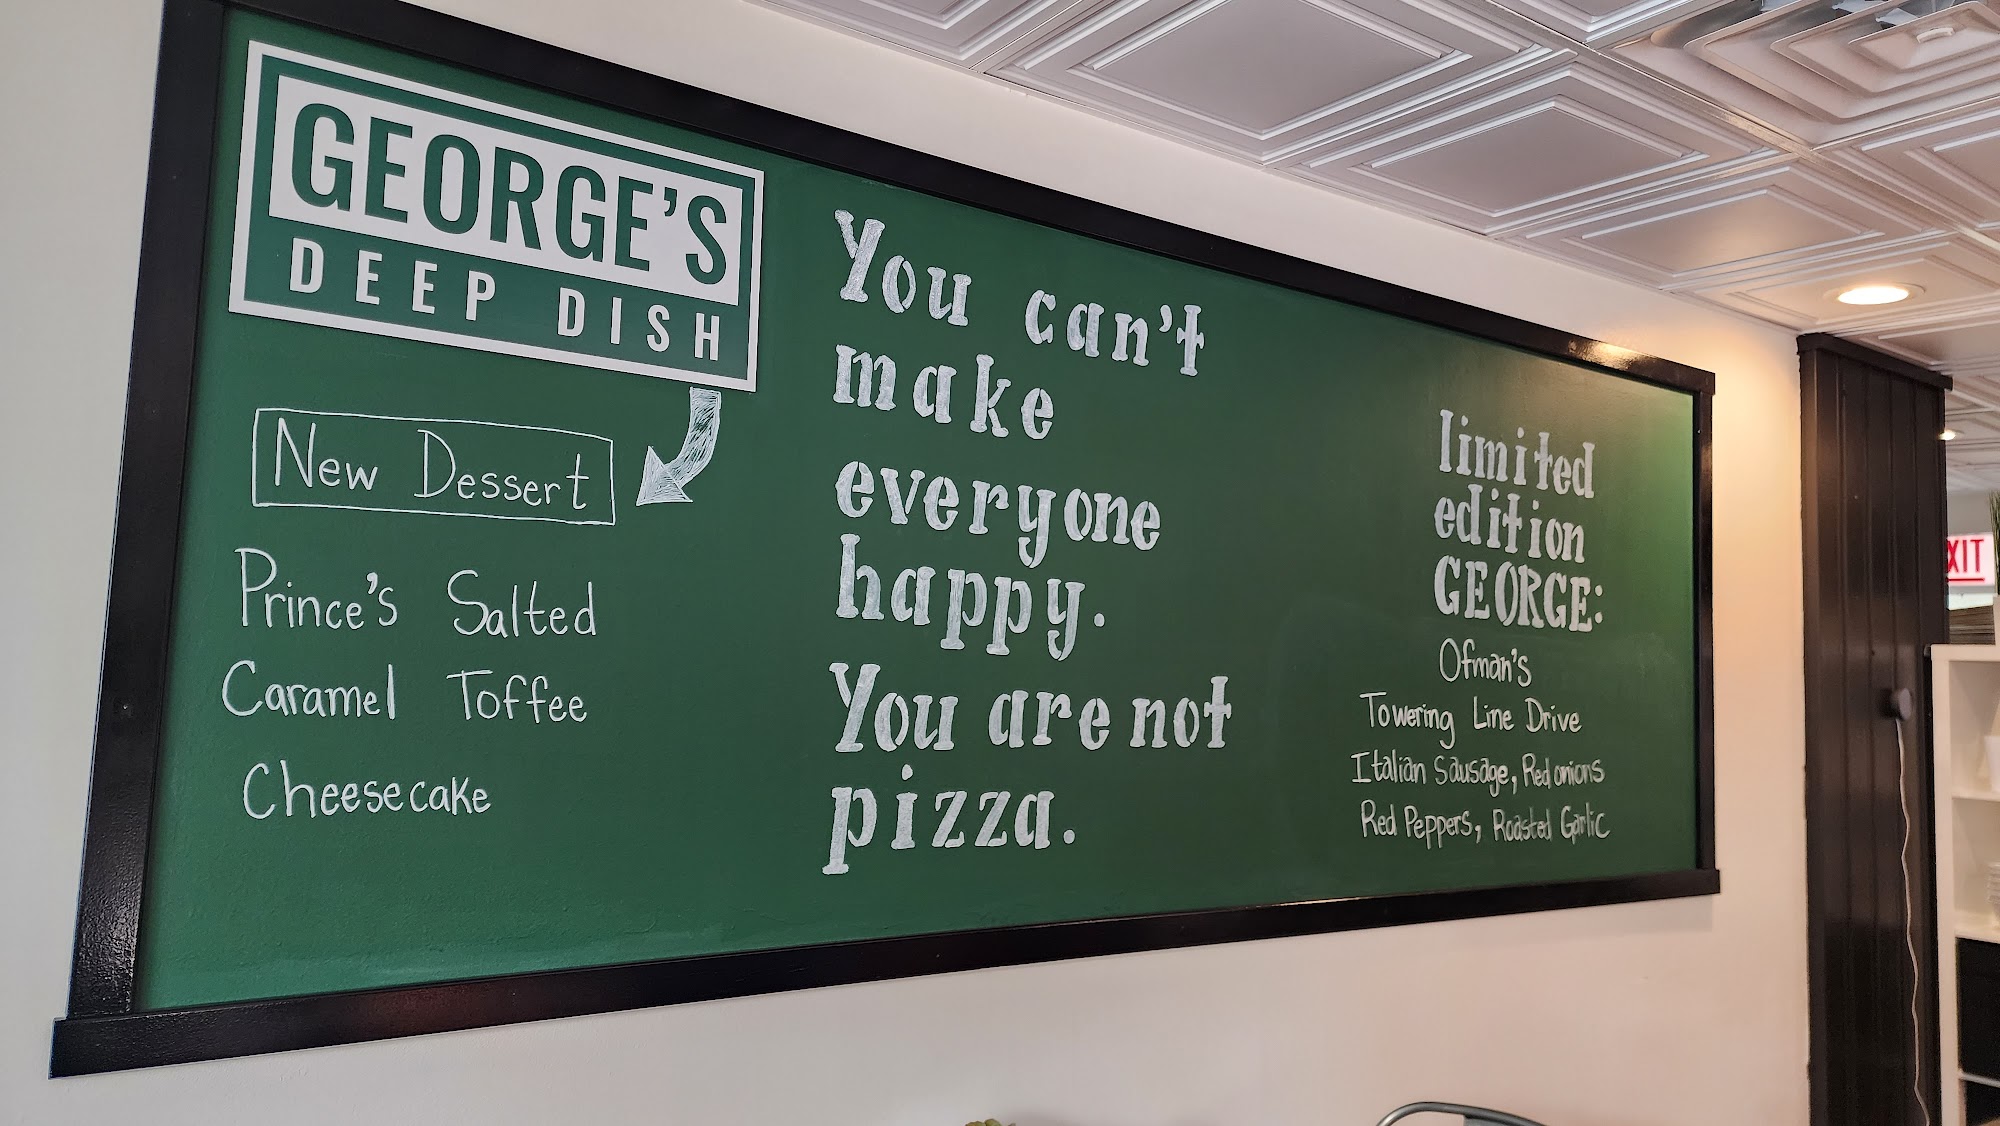 GEORGE'S
DEEP DISH
New Dessert
Prince's Salted
Caramel Toffee
Cheesecake
You can't
make
everyone
happy.
You are not
pizza.
limited
edition
GEORGE:
Ofman's
Towering Line Drive
Italian Sausage, Red onions
Red Peppers, Roasted Garlic
XIT